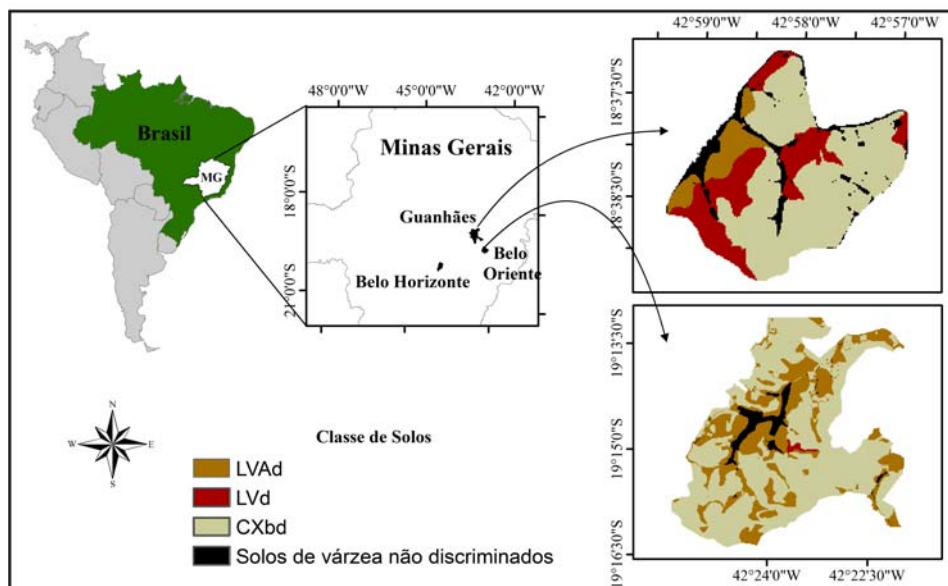 Brasil
MG
48°0'0"W 45°0'0"W 42°0'0"W
18°0'0"S
21°0'0"S
Minas Gerais
Guanhães
Belo Oriente
Belo Horizonte
42°59'0"W 42°58'0"W 42°57'0"W
18°37'30"S
18°38'30"S
19°13'30"S
19°15'0"S
19°16'30"S
42°24'0"W 42°22'30"W
N
W E
S
Classe de Solos
LVAd
LVd
CXbd
Solos de várzea não discriminados